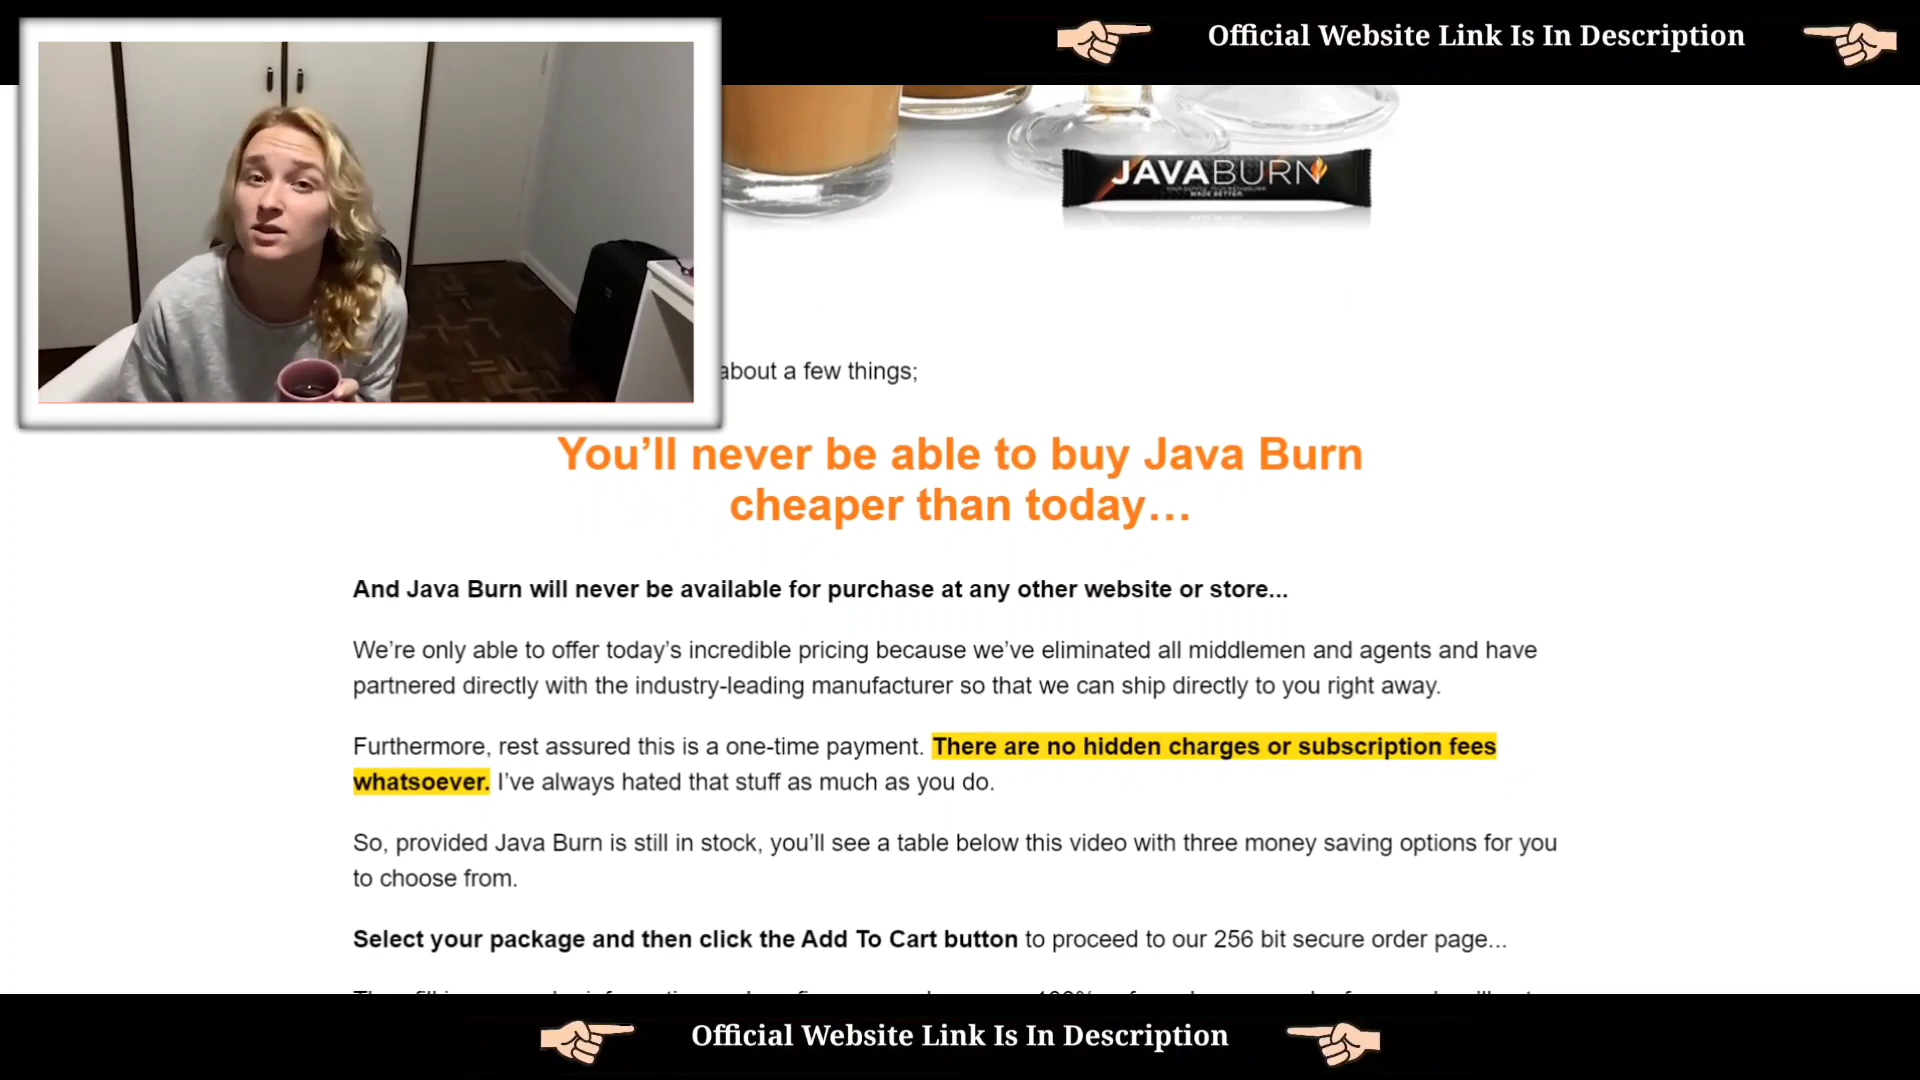 Official Website Link Is In Description
JAVABURN
MADE BETTER.
about a few things;
You’ll never be able to buy Java Burn
cheaper than today…
And Java Burn will never be available for purchase at any other website or store...
We’re only able to offer today’s incredible pricing because we’ve eliminated all middlemen and agents and have
partnered directly with the industry-leading manufacturer so that we can ship directly to you right away.
Furthermore, rest assured this is a one-time payment. There are no hidden charges or subscription fees
whatsoever. I’ve always hated that stuff as much as you do.
So, provided Java Burn is still in stock, you’ll see a table below this video with three money saving options for you
to choose from.
Select your package and then click the Add To Cart button to proceed to our 256 bit secure order page...
Official Website Link Is In Description